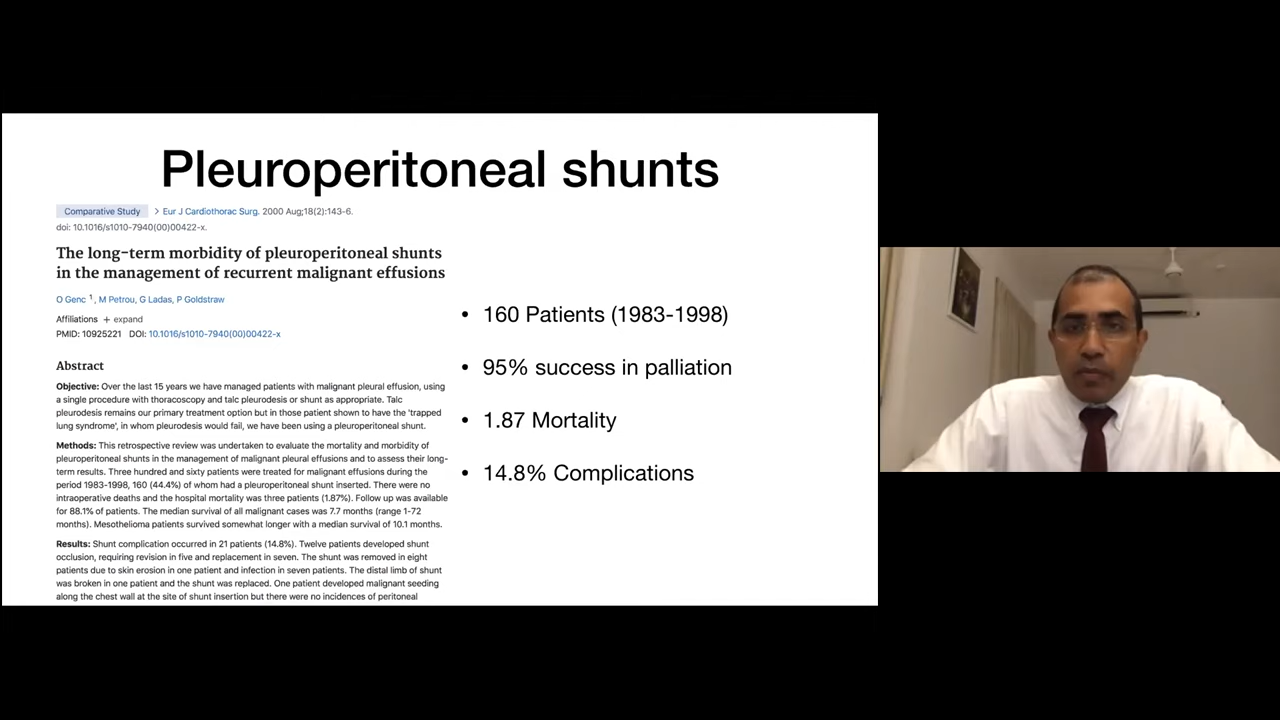 Pleuroperitoneal shunts
Comparative Study > Eur J Cardiothorac Surg. 2000 Aug;18(2):143-6.
doi: 10.1016/s1010-7940(00)00422-x.
The long-term morbidity of pleuroperitoneal shunts
in the management of recurrent malignant effusions
O Genc 1, M Petrou, G Ladas, P Goldstraw
Affiliations + expand
PMID: 10925221 DOI: 10.1016/s1010-7940(00)00422-x
Abstract
Objective: Over the last 15 years we have managed patients with malignant pleural effusion, using
a single procedure with thoracoscopy and talc pleurodesis or shunt as appropriate. Talc
pleurodesis remains our primary treatment option but in those patient shown to have the 'trapped
lung syndrome', in whom pleurodesis would fail, we have been using a pleuroperitoneal shunt.
Methods: This retrospective review was undertaken to evaluate the mortality and morbidity of
pleuroperitoneal shunts in the management of malignant pleural effusions and to assess their long-
term results. Three hundred and sixty patients were treated for malignant effusions during the
period 1983-1998, 160 (44.4%) of whom had a pleuroperitoneal shunt inserted. There were no
intraoperative deaths and the hospital mortality was three patients (1.87%). Follow up was available
for 88.1% of patients. The median survival of all malignant cases was 7.7 months (range 1-72
months). Mesothelioma patients survived somewhat longer with a median survival of 10.1 months.
Results: Shunt complication occurred in 21 patients (14.8%). Twelve patients developed shunt
occlusion, requiring revision in five and replacement in seven. The shunt was removed in eight
patients due to skin erosion in one patient and infection in seven patients. The distal limb of shunt
was broken in one patient and the shunt was replaced. One patient developed malignant seeding
along the chest wall at the site of shunt insertion but there were no incidences of peritoneal
• 160 Patients (1983-1998)
• 95% success in palliation
• 1.87 Mortality
• 14.8% Complications